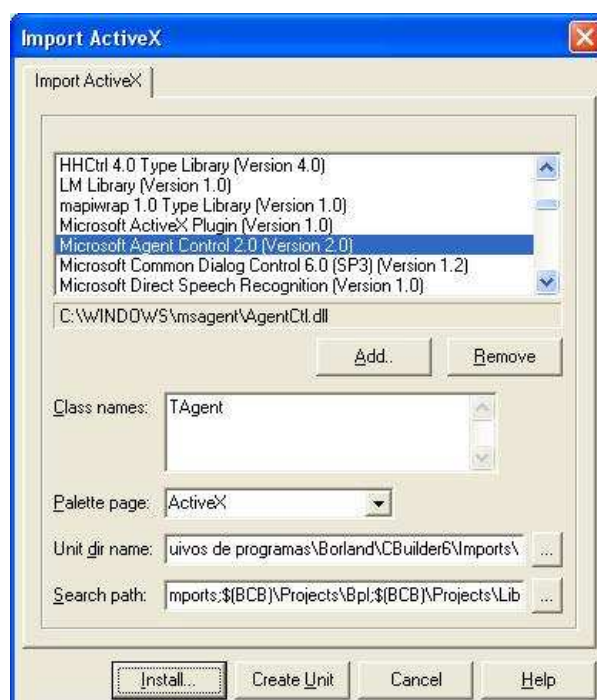 Import ActiveX
Import ActiveX
HHCtrl 4.0 Type Library (Version 4.0)
LM Library (Version 1.0)
mapiwrap 1.0 Type Library (Version 1.0)
Microsoft ActiveX Plugin (Version 1.0)
Microsoft Agent Control 2.0 (Version 2.0)
Microsoft Common Dialog Control 6.0 (SP3) (Version 1.2)
Microsoft Direct Speech Recognition (Version 1.0)
C:\WINDOWS\msagent\AgentCtl.dll
Add.. Remove
Class names: TAgent
Palette page: ActiveX
Unit dir name: uivos de programas\Borland\CBuilder6\Imports\ ...
Search path: mports;$(BCB)\Projects\Bpl;$(BCB)\Projects\Lib ...
Install... Create Unit Cancel Help